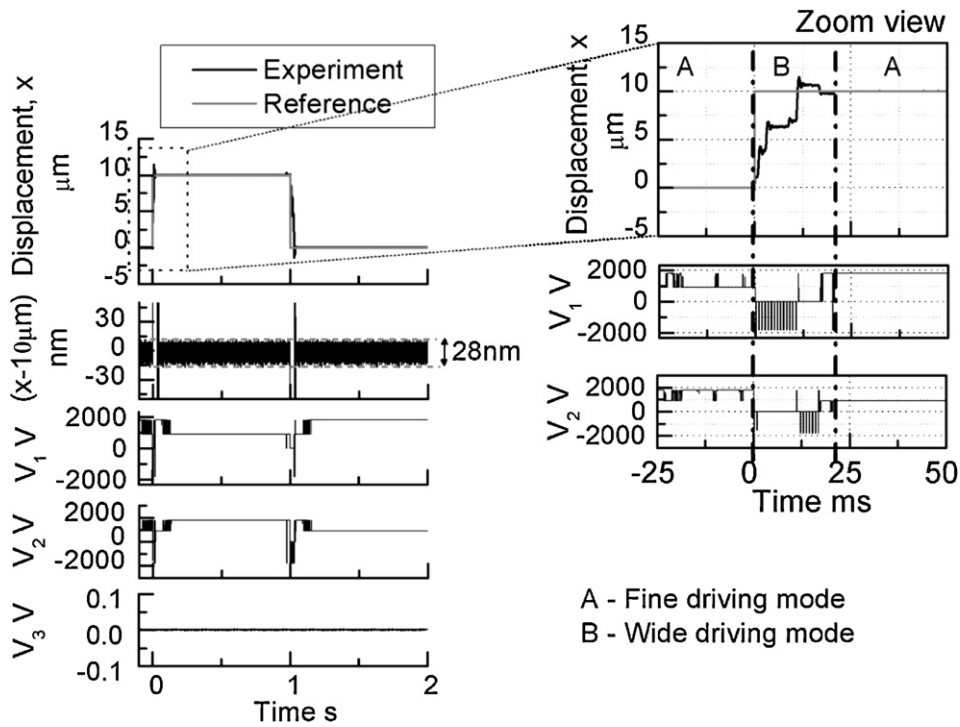 Zoom view
Experiment
Reference
Displacement, x
μm
15
10
5
0
-5
(x-10μm)
nm
30
0
-30
28nm
V1 V
2000
0
-2000
V2 V
2000
0
-2000
V3 V
0.1
0.0
-0.1
0
1
2
Time s
Displacement, x
μm
15
10
5
0
-5
A
B
A
V1 V
2000
0
-2000
V2 V
2000
0
-2000
-25
0
25
50
Time ms
A - Fine driving mode
B - Wide driving mode